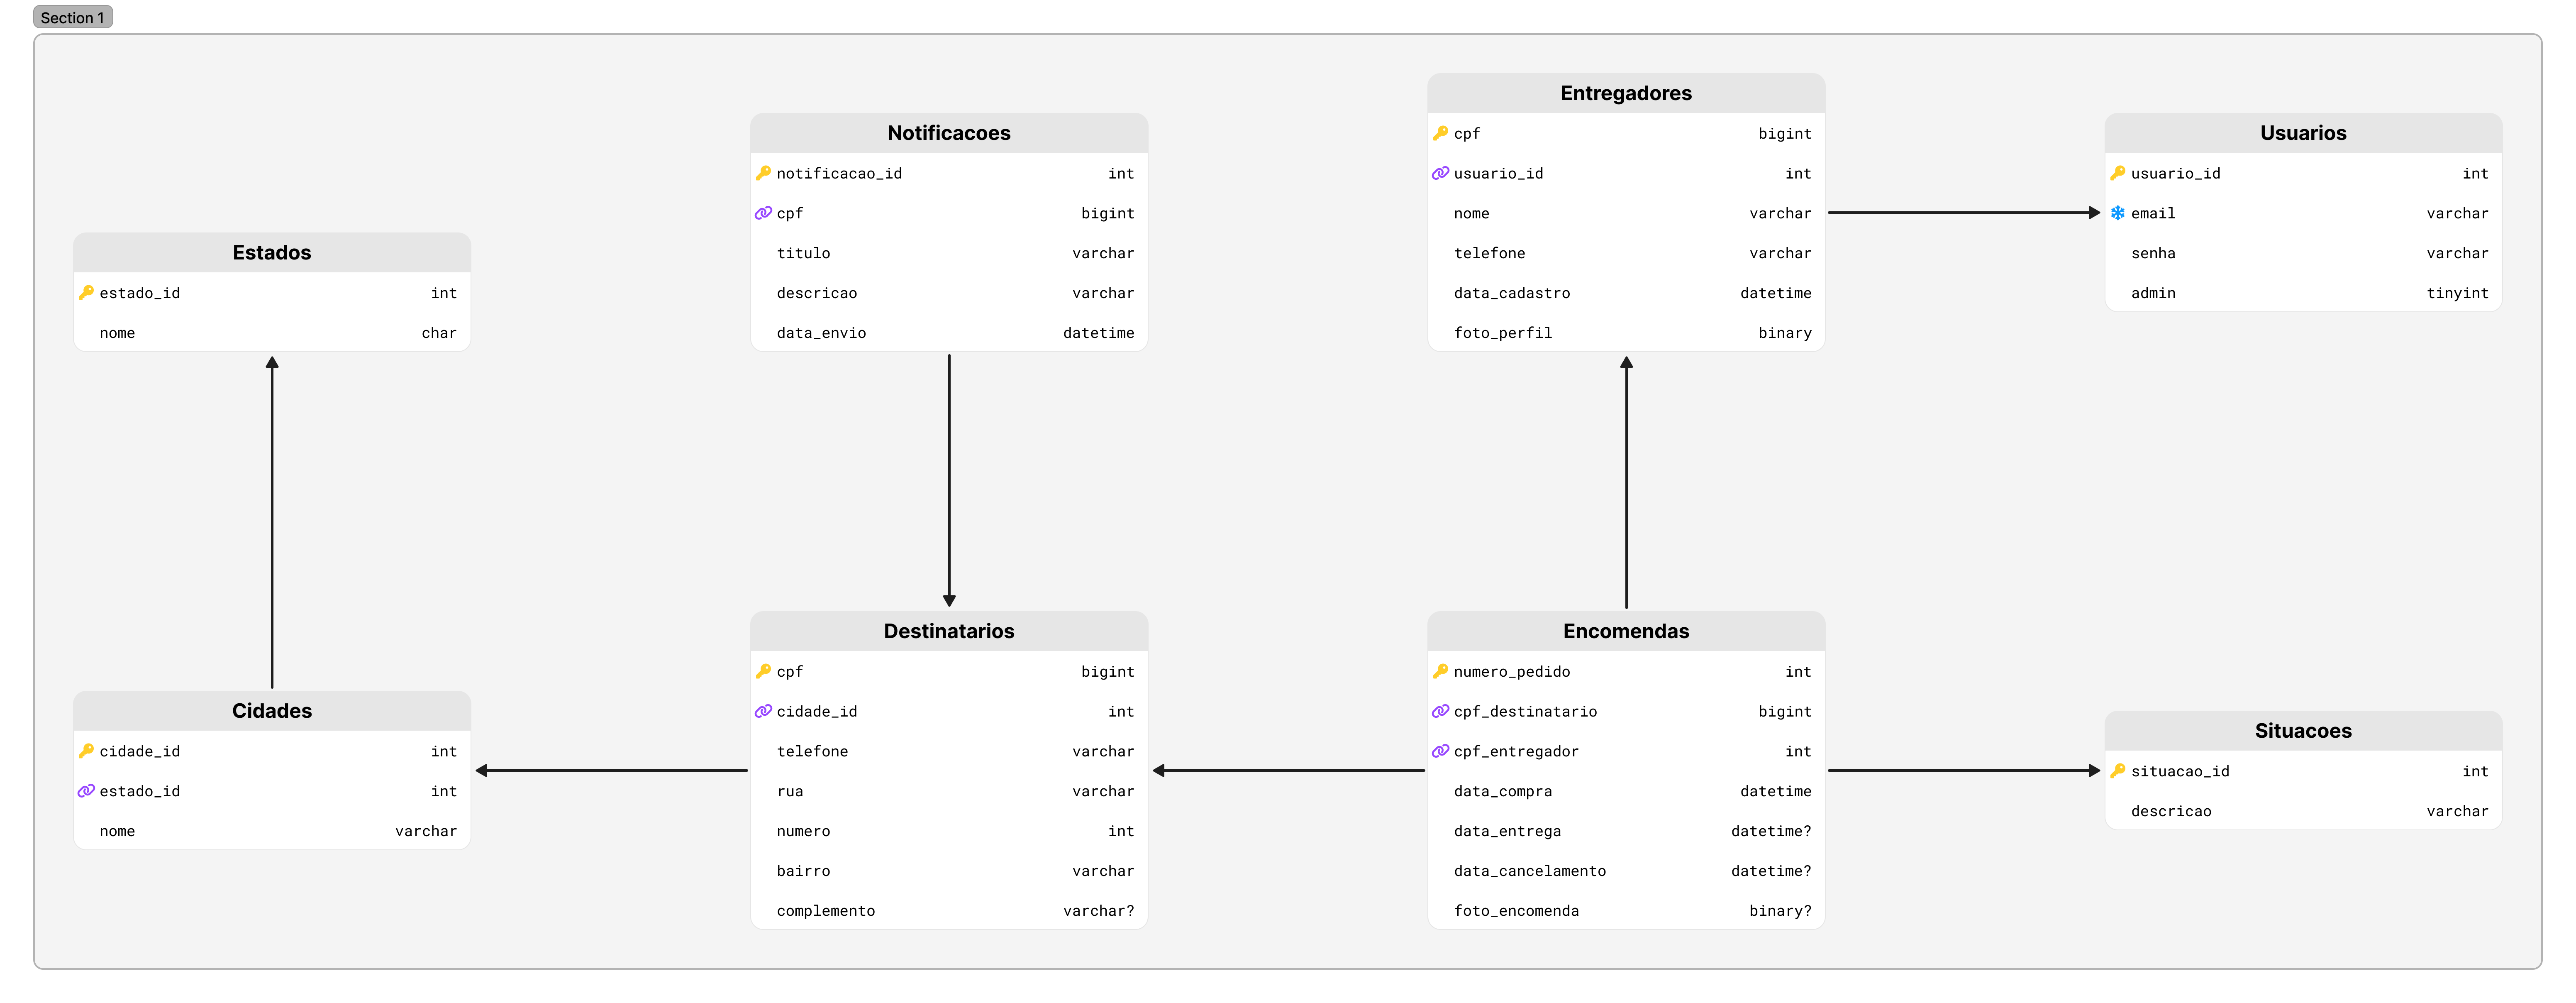 Section 1
Estados
estado_id int
nome char
Notificacoes
notificacao_id int
cpf bigint
titulo varchar
descricao varchar
data_envio datetime
Entregadores
cpf bigint
usuario_id int
nome varchar
telefone varchar
data_cadastro datetime
foto_perfil binary
Usuarios
usuario_id int
email varchar
senha varchar
admin tinyint
Cidades
cidade_id int
estado_id int
nome varchar
Destinatarios
cpf bigint
cidade_id int
telefone varchar
rua varchar
numero int
bairro varchar
complemento varchar?
Encomendas
numero_pedido int
cpf_destinatario bigint
cpf_entregador int
data_compra datetime
data_entrega datetime?
data_cancelamento datetime?
foto_encomenda binary?
Situacoes
situacao_id int
descricao varchar